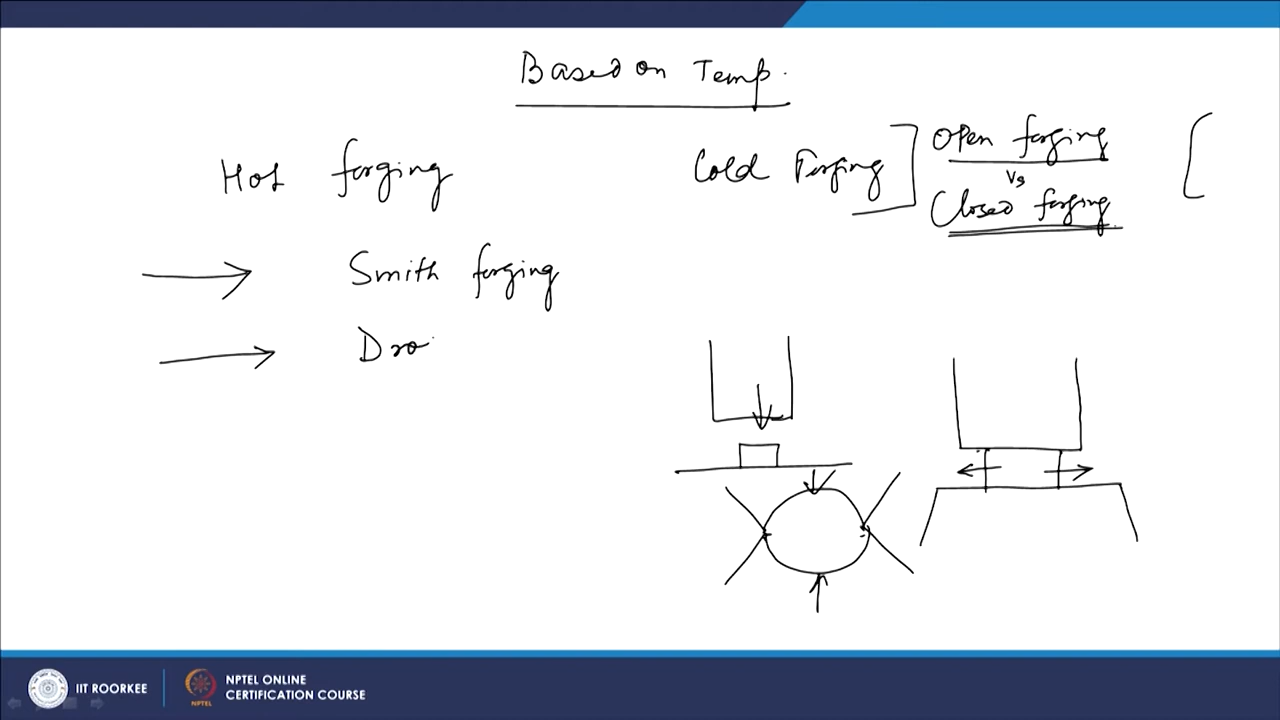 Based on Temp.
Hot forging
Cold Forging
Open forging
vs
Closed forging
Smith forging
Dro
IIT ROORKEE
NPTEL ONLINE
CERTIFICATION COURSE
NPTEL